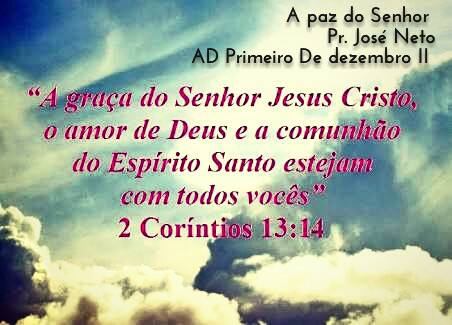 A paz do Senhor
Pr. José Neto
AD Primeiro De dezembro II
“A graça do Senhor Jesus Cristo,
o amor de Deus e a comunhão
do Espírito Santo estejam
com todos vocês”
2 Coríntios 13:14